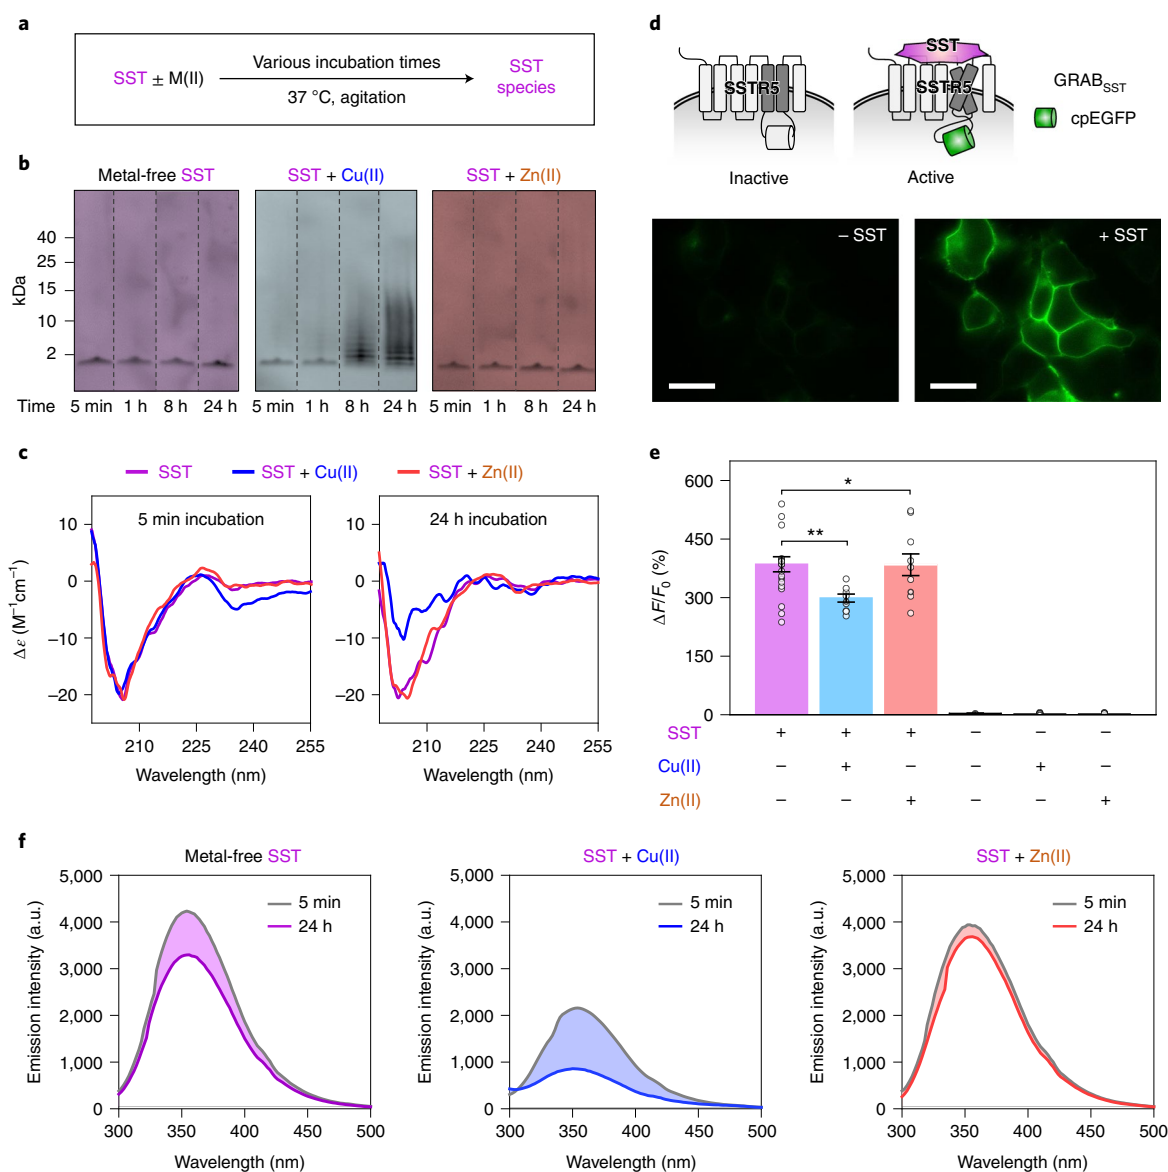 a
SST ± M(II)
Various incubation times
37 °C, agitation
SST
species
b
Metal-free SST
SST + Cu(II)
SST + Zn(II)
kDa
40
25
15
10
2
Time
5 min 1 h 8 h 24 h
5 min 1 h 8 h 24 h
5 min 1 h 8 h 24 h
c
SST
SST + Cu(II)
SST + Zn(II)
5 min incubation
24 h incubation
Δε (M⁻¹cm⁻¹)
10
0
−10
−20
210 225 240 255
Wavelength (nm)
10
0
−10
−20
210 225 240 255
Wavelength (nm)
d
SSTR5
Inactive
SST
SSTR5
Active
GRABSST
cpEGFP
– SST
+ SST
e
ΔF/F0 (%)
600
450
300
150
0
*
**
SST + + + – – –
Cu(II) – + – – + –
Zn(II) – – + – – +
f
Metal-free SST
Emission intensity (a.u.)
5,000
4,000
3,000
2,000
1,000
0
5 min
24 h
300 350 400 450 500
Wavelength (nm)
SST + Cu(II)
Emission intensity (a.u.)
5,000
4,000
3,000
2,000
1,000
0
5 min
24 h
300 350 400 450 500
Wavelength (nm)
SST + Zn(II)
Emission intensity (a.u.)
5,000
4,000
3,000
2,000
1,000
0
5 min
24 h
300 350 400 450 500
Wavelength (nm)